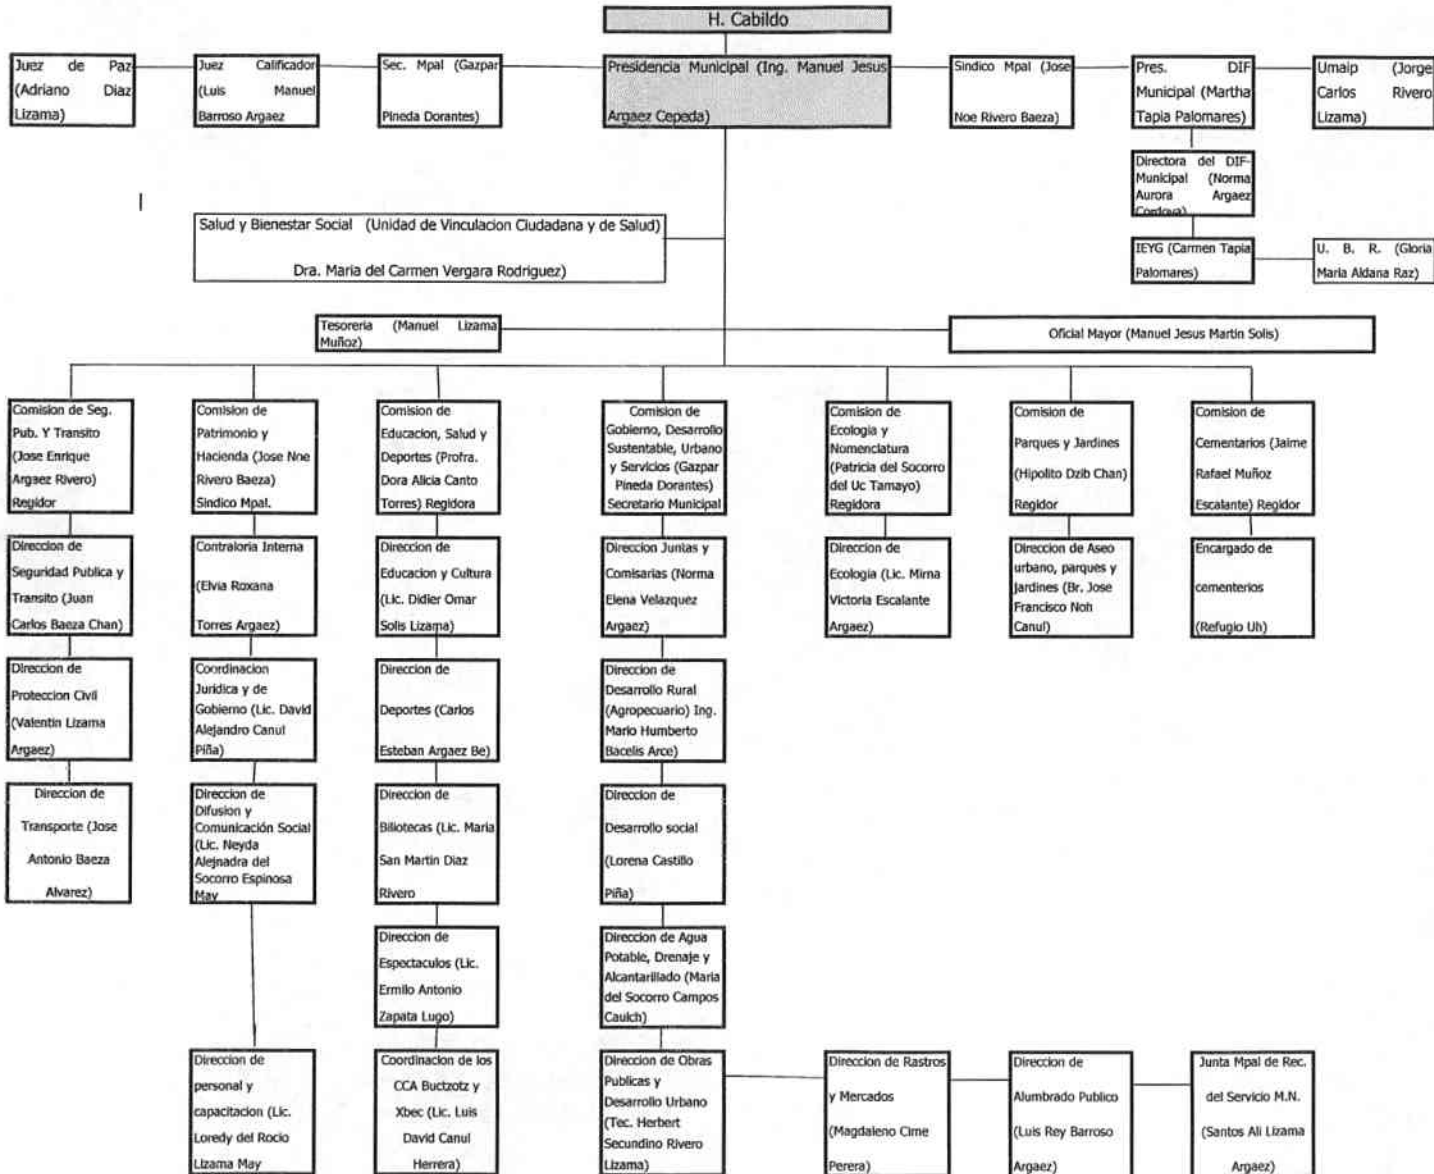 H. Cabildo
Juez de Paz
(Adriano Diaz
Lizama)
Juez Calificador
(Luis Manuel
Barroso Argaez
Sec. Mpal (Gazpar
Pineda Dorantes)
Presidencia Municipal (Ing. Manuel Jesus
Argaez Cepeda)
Sindico Mpal (Jose
Noe Rivero Baeza)
Pres. DIF
Municipal (Martha
Tapia Palomares)
Umaip (Jorge
Carlos Rivero
Lizama)
Directora del DIF-
Municipal (Norma
Aurora Argaez
Cordova)
IEYG (Carmen Tapia
Palomares)
U. B. R. (Gloria
Maria Aldana Raz)
Salud y Bienestar Social (Unidad de Vinculacion Ciudadana y de Salud)
Dra. Maria del Carmen Vergara Rodriguez)
Tesoreria (Manuel Lizama
Muñoz)
Oficial Mayor (Manuel Jesus Martin Solis)
Comision de Seg.
Pub. Y Transito
(Jose Enrique
Argaez Rivero)
Regidor
Comision de
Patrimonio y
Hacienda (Jose Noe
Rivero Baeza)
Sindico Mpal.
Comision de
Educacion, Salud y
Deportes (Profra.
Dora Alicia Canto
Torres) Regidora
Comision de
Gobierno, Desarrollo
Sustentable, Urbano
y Servicios (Gazpar
Pineda Dorantes)
Secretario Municipal
Comision de
Ecologia y
Nomenclatura
(Patricia del Socorro
del Uc Tamayo)
Regidora
Comision de
Parques y Jardines
(Hipolito Dzib Chan)
Regidor
Comision de
Cementarios (Jaime
Rafael Muñoz
Escalante) Regidor
Direccion de
Seguridad Publica y
Transito (Juan
Carlos Baeza Chan)
Contraloria Interna
(Elvia Roxana
Torres Argaez)
Direccion de
Educacion y Cultura
(Lic. Didier Omar
Solis Lizama)
Direccion Juntas y
Comisarias (Norma
Elena Velazquez
Argaez)
Direccion de
Ecologia (Lic. Mirna
Victoria Escalante
Argaez)
Direccion de Aseo
urbano, parques y
jardines (Br. Jose
Francisco Noh
Canul)
Encargado de
cementerios
(Refugio Uh)
Direccion de
Proteccion Civil
(Valentin Lizama
Argaez)
Coordinacion
Juridica y de
Gobierno (Lic. David
Alejandro Canul
Piña)
Direccion de
Deportes (Carlos
Esteban Argaez Be)
Direccion de
Desarrollo Rural
(Agropecuario) Ing.
Mario Humberto
Bacelis Arce)
Direccion de
Transporte (Jose
Antonio Baeza
Alvarez)
Direccion de
Difusion y
Comunicación Social
(Lic. Neyda
Alejnadra del
Socorro Espinosa
May
Direccion de
Biliotecas (Lic. Maria
San Martin Diaz
Rivero
Direccion de
Desarrollo social
(Lorena Castillo
Piña)
Direccion de
Espectaculos (Lic.
Ermilo Antonio
Zapata Lugo)
Direccion de Agua
Potable, Drenaje y
Alcantarillado (Maria
del Socorro Campos
Cauich)
Direccion de
personal y
capacitacion (Lic.
Loredy del Rocio
Lizama May
Coordinacion de los
CCA Buctzotz y
Xbec (Lic. Luis
David Canul
Herrera)
Direccion de Obras
Publicas y
Desarrollo Urbano
(Tec. Herbert
Secundino Rivero
Lizama)
Direccion de Rastros
y Mercados
(Magdaleno Cime
Perera)
Direccion de
Alumbrado Publico
(Luis Rey Barroso
Argaez)
Junta Mpal de Rec.
del Servicio M.N.
(Santos Ali Lizama
Argaez)